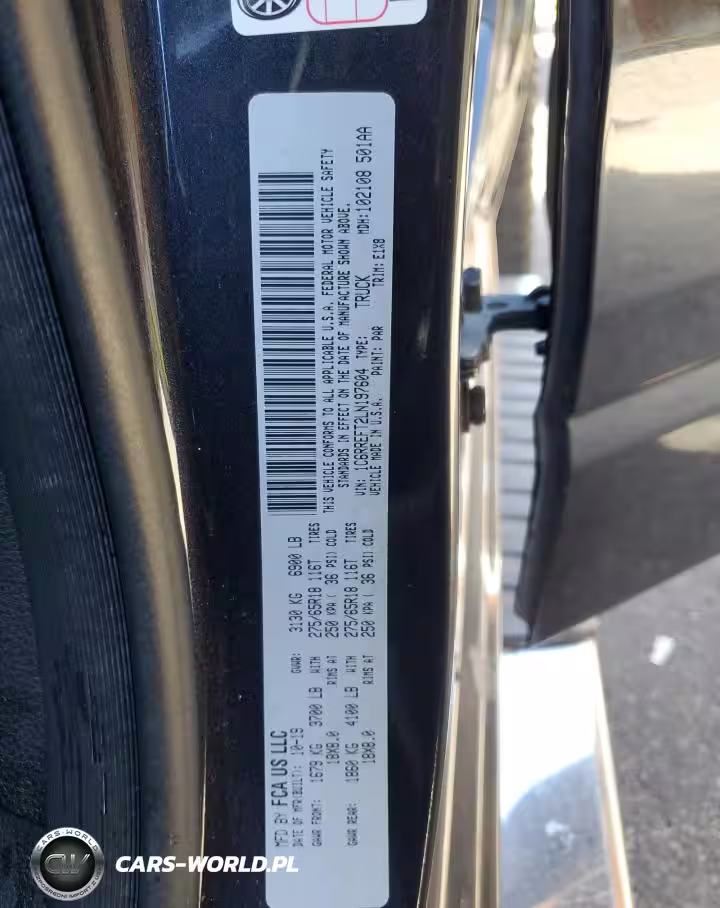 MFD BY FCA US LLC
DATE OF MFR(BUILT): 10-19
GVWR: 3130 KG 6900 LB
GAWR FRONT: 1679 KG 3700 LB WITH 275/65R18 116T TIRES
18X8.0 RIMS AT 250 KPA ( 36 PSI) COLD
GAWR REAR: 1860 KG 4100 LB WITH 275/65R18 116T TIRES
18X8.0 RIMS AT 250 KPA ( 36 PSI) COLD
THIS VEHICLE CONFORMS TO ALL APPLICABLE U.S.A. FEDERAL MOTOR VEHICLE SAFETY
STANDARDS IN EFFECT ON THE DATE OF MANUFACTURE SHOWN ABOVE.
VIN: 1C6RREFT2LN197604 TYPE: TRUCK MDH:102108 501AA
VEHICLE MADE IN U.S.A. PAINT: PAR TRIM: E1X8
CARS-WORLD
CW
CARS-WORLD.PL